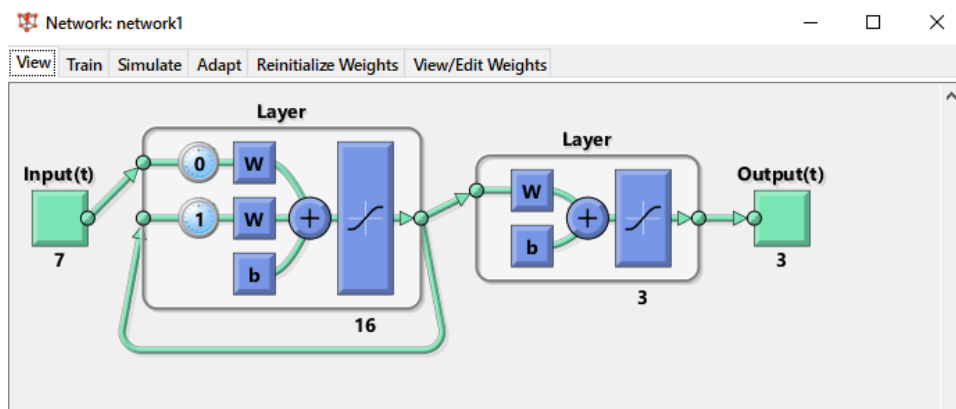 Network: network1
View Train Simulate Adapt Reinitialize Weights View/Edit Weights
Layer
Layer
Input(t)
0 W
Output(t)
W
1 W
b
b
7
3
3
16